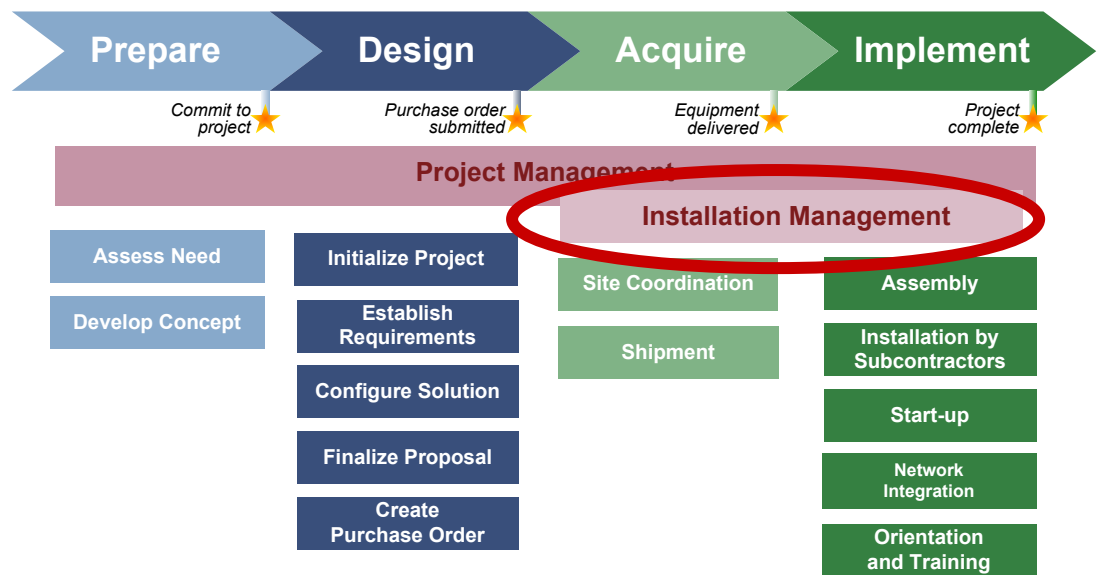 Prepare
Design
Acquire
Implement
Commit to
project
Purchase order
submitted
Equipment
delivered
Project
complete
Project Management
Installation Management
Assess Need
Develop Concept
Initialize Project
Establish
Requirements
Configure Solution
Finalize Proposal
Create
Purchase Order
Site Coordination
Shipment
Assembly
Installation by
Subcontractors
Start-up
Network
Integration
Orientation
and Training